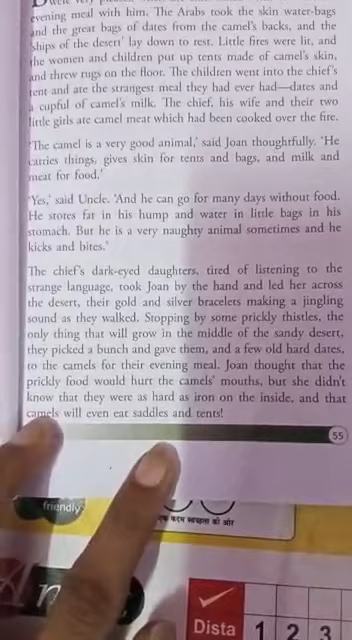 evening meal with him. The Arabs took the skin water-bags
and the great bags of dates from the camel's backs, and the
'ships of the desert' lay down to rest. Little fires were lit, and
the women and children put up tents made of camel's skin,
and threw rugs on the floor. The children went into the chief's
tent and ate the strangest meal they had ever had—dates and
a cupful of camel's milk. The chief, his wife and their two
little girls ate camel meat which had been cooked over the fire.
'The camel is a very good animal,' said Joan thoughtfully. 'He
carries things, gives skin for tents and bags, and milk and
meat for food.'
'Yes,' said Uncle. 'And he can go for many days without food.
He stores fat in his hump and water in little bags in his
stomach. But he is a very naughty animal sometimes and he
kicks and bites.'
The chief's dark-eyed daughters, tired of listening to the
strange language, took Joan by the hand and led her across
the desert, their gold and silver bracelets making a jingling
sound as they walked. Stopping by some prickly thistles, the
only thing that will grow in the middle of the sandy desert,
they picked a bunch and gave them, and a few old hard dates,
to the camels for their evening meal. Joan thought that the
prickly food would hurt the camels' mouths, but she didn't
know that they were as hard as iron on the inside, and that
camels will even eat saddles and tents!
55
friendly
एक कदम स्वच्छता की ओर
Dista 1 2 3